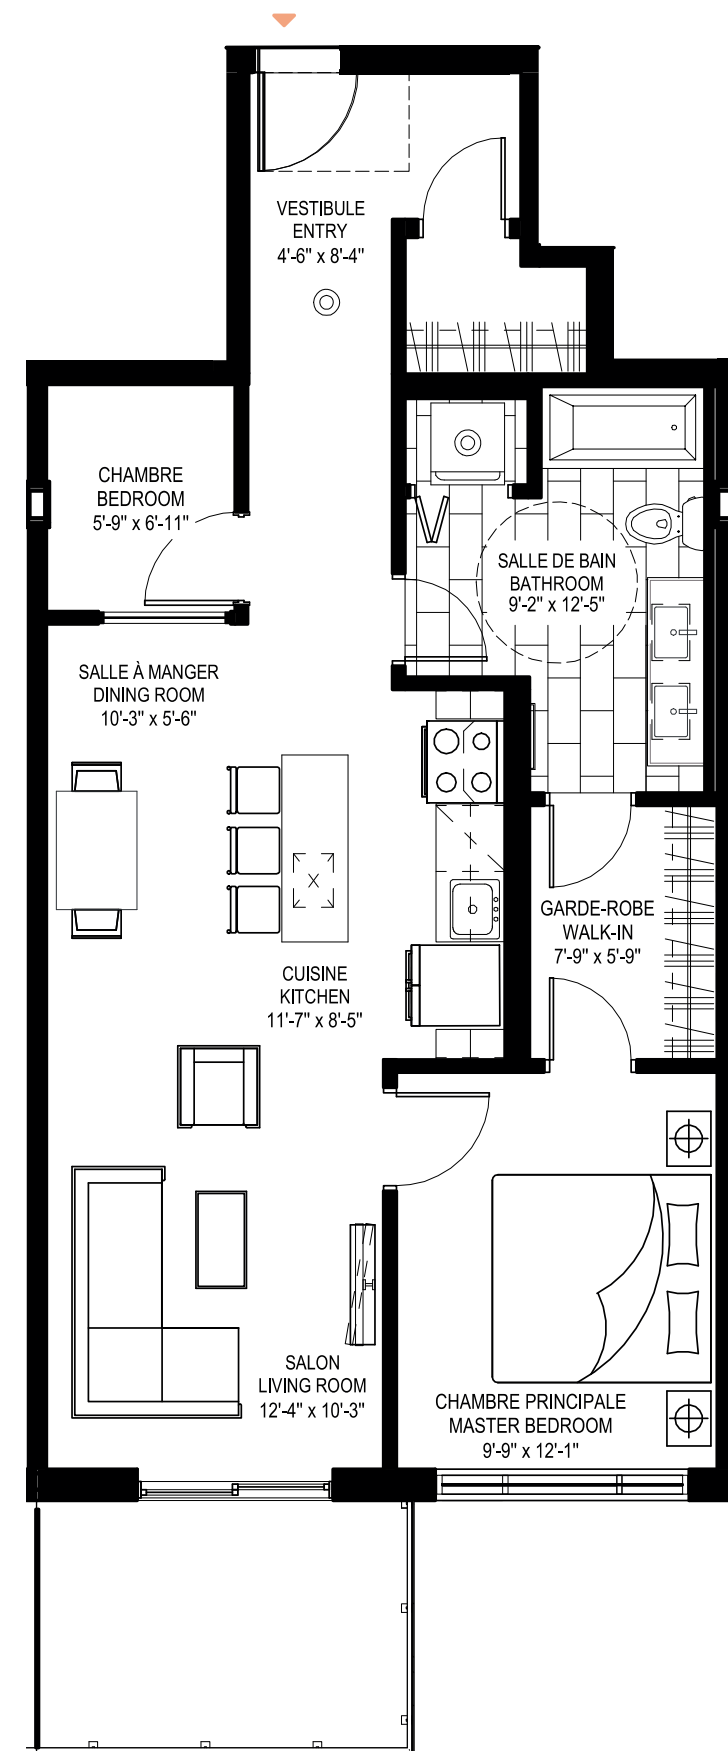 VESTIBULE
ENTRY
4'-6" x 8'-4"
CHAMBRE
BEDROOM
5'-9" x 6'-11"
SALLE DE BAIN
BATHROOM
9'-2" x 12'-5"
SALLE À MANGER
DINING ROOM
10'-3" x 5'-6"
GARDE-ROBE
WALK-IN
7'-9" x 5'-9"
CUISINE
KITCHEN
11'-7" x 8'-5"
SALON
LIVING ROOM
12'-4" x 10'-3"
CHAMBRE PRINCIPALE
MASTER BEDROOM
9'-9" x 12'-1"